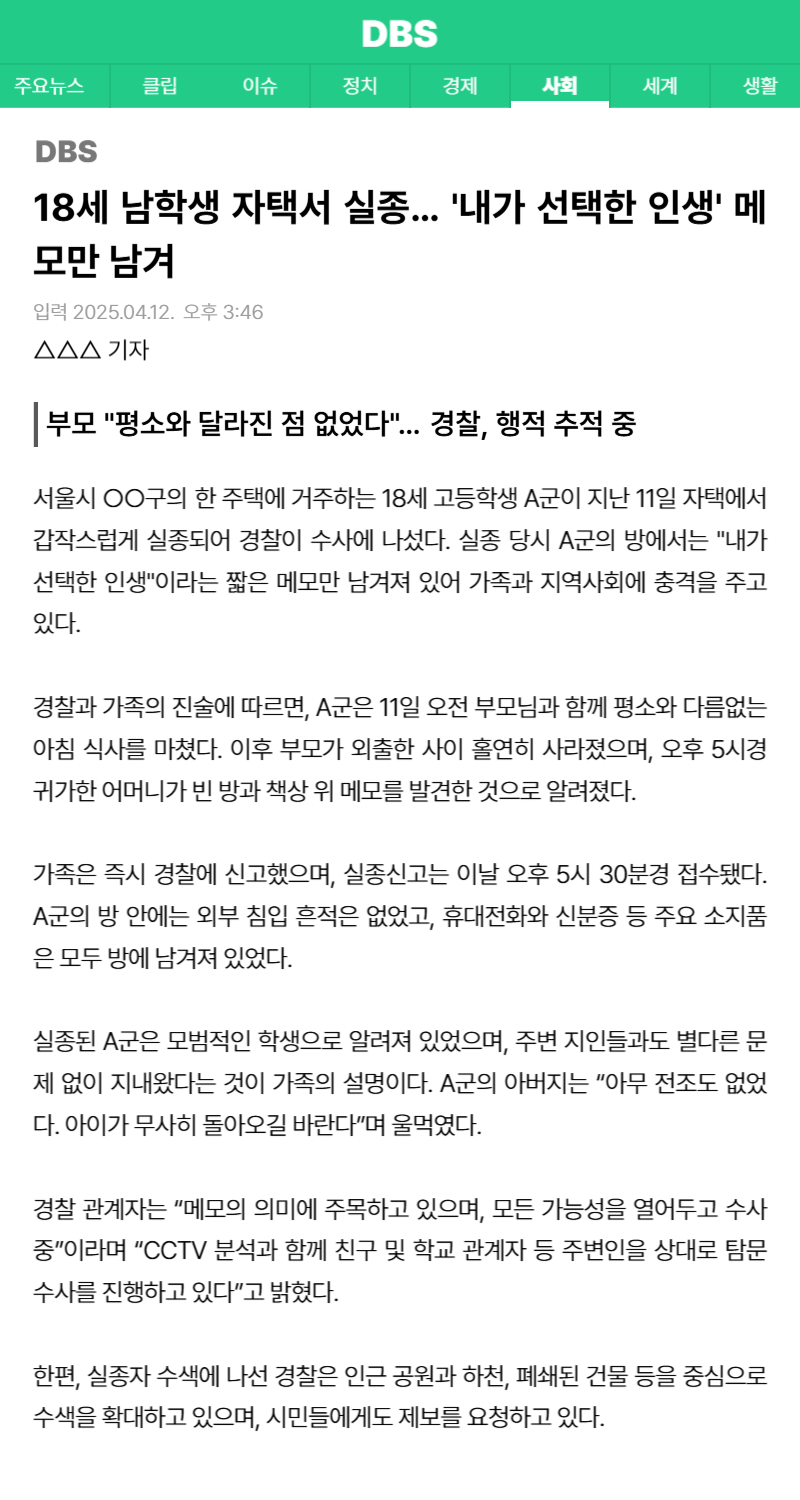 DBS
주요뉴스 클립 이슈 정치 경제 사회 세계 생활
DBS
18세 남학생 자택서 실종... '내가 선택한 인생' 메
모만 남겨
입력 2025.04.12. 오후 3:46
△△△ 기자
부모 "평소와 달라진 점 없었다"... 경찰, 행적 추적 중
서울시 〇〇구의 한 주택에 거주하는 18세 고등학생 A군이 지난 11일 자택에서
갑작스럽게 실종되어 경찰이 수사에 나섰다. 실종 당시 A군의 방에서는 "내가
선택한 인생"이라는 짧은 메모만 남겨져 있어 가족과 지역사회에 충격을 주고
있다.
경찰과 가족의 진술에 따르면, A군은 11일 오전 부모님과 함께 평소와 다름없는
아침 식사를 마쳤다. 이후 부모가 외출한 사이 홀연히 사라졌으며, 오후 5시경
귀가한 어머니가 빈 방과 책상 위 메모를 발견한 것으로 알려졌다.
가족은 즉시 경찰에 신고했으며, 실종신고는 이날 오후 5시 30분경 접수됐다.
A군의 방 안에는 외부 침입 흔적은 없었고, 휴대전화와 신분증 등 주요 소지품
은 모두 방에 남겨져 있었다.
실종된 A군은 모범적인 학생으로 알려져 있었으며, 주변 지인들과도 별다른 문
제 없이 지내왔다는 것이 가족의 설명이다. A군의 아버지는 “아무 전조도 없었
다. 아이가 무사히 돌아오길 바란다”며 울먹였다.
경찰 관계자는 “메모의 의미에 주목하고 있으며, 모든 가능성을 열어두고 수사
중”이라며 “CCTV 분석과 함께 친구 및 학교 관계자 등 주변인을 상대로 탐문
수사를 진행하고 있다”고 밝혔다.
한편, 실종자 수색에 나선 경찰은 인근 공원과 하천, 폐쇄된 건물 등을 중심으로
수색을 확대하고 있으며, 시민들에게도 제보를 요청하고 있다.